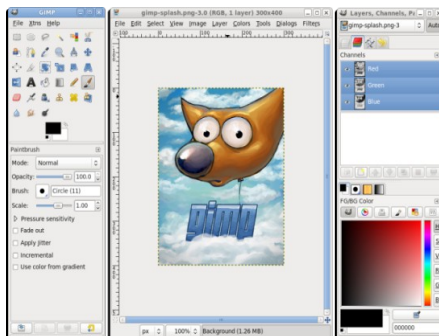 GIMP
File Xtns Help
Paintbrush
Mode: Normal
Opacity: 100.0
Brush: Circle (11)
Scale: 1.00
Pressure sensitivity
Fade out
Apply jitter
Incremental
Use color from gradient
gimp-splash.png-3.0 (RGB, 1 layer) 300x400
File Edit Select View Image Layer Colors Tools Dialogs Filters
gimp
px 100% Background (1.26 MB)
Layers, Channels, Pa
gimp-splash.png-3 Aut
Channels
Red
Green
Blue
FG/BG Color
000000